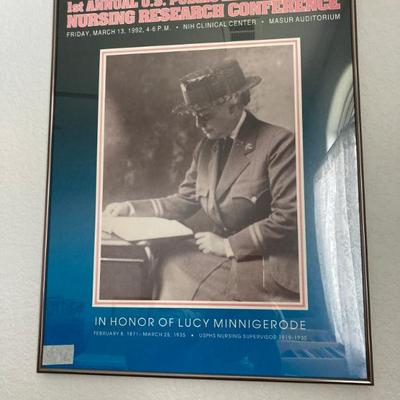 1st ANNUAL U.S. PUBLIC
NURSING RESEARCH CONFERENCE
FRIDAY, MARCH 13, 1992, 4-6 P.M. • NIH CLINICAL CENTER • MASUR AUDITORIUM
IN HONOR OF LUCY MINNIGERODE
FEBRUARY 8, 1871 - MARCH 25, 1935 • USPHS NURSING SUPERVISOR 1919-1935